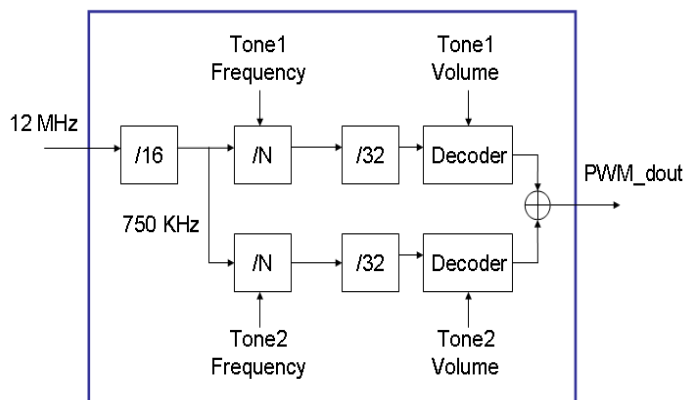 Tone1
Frequency
Tone1
Volume
12 MHz
/16
/N
/32
Decoder
PWM_dout
750 KHz
/N
/32
Decoder
Tone2
Frequency
Tone2
Volume